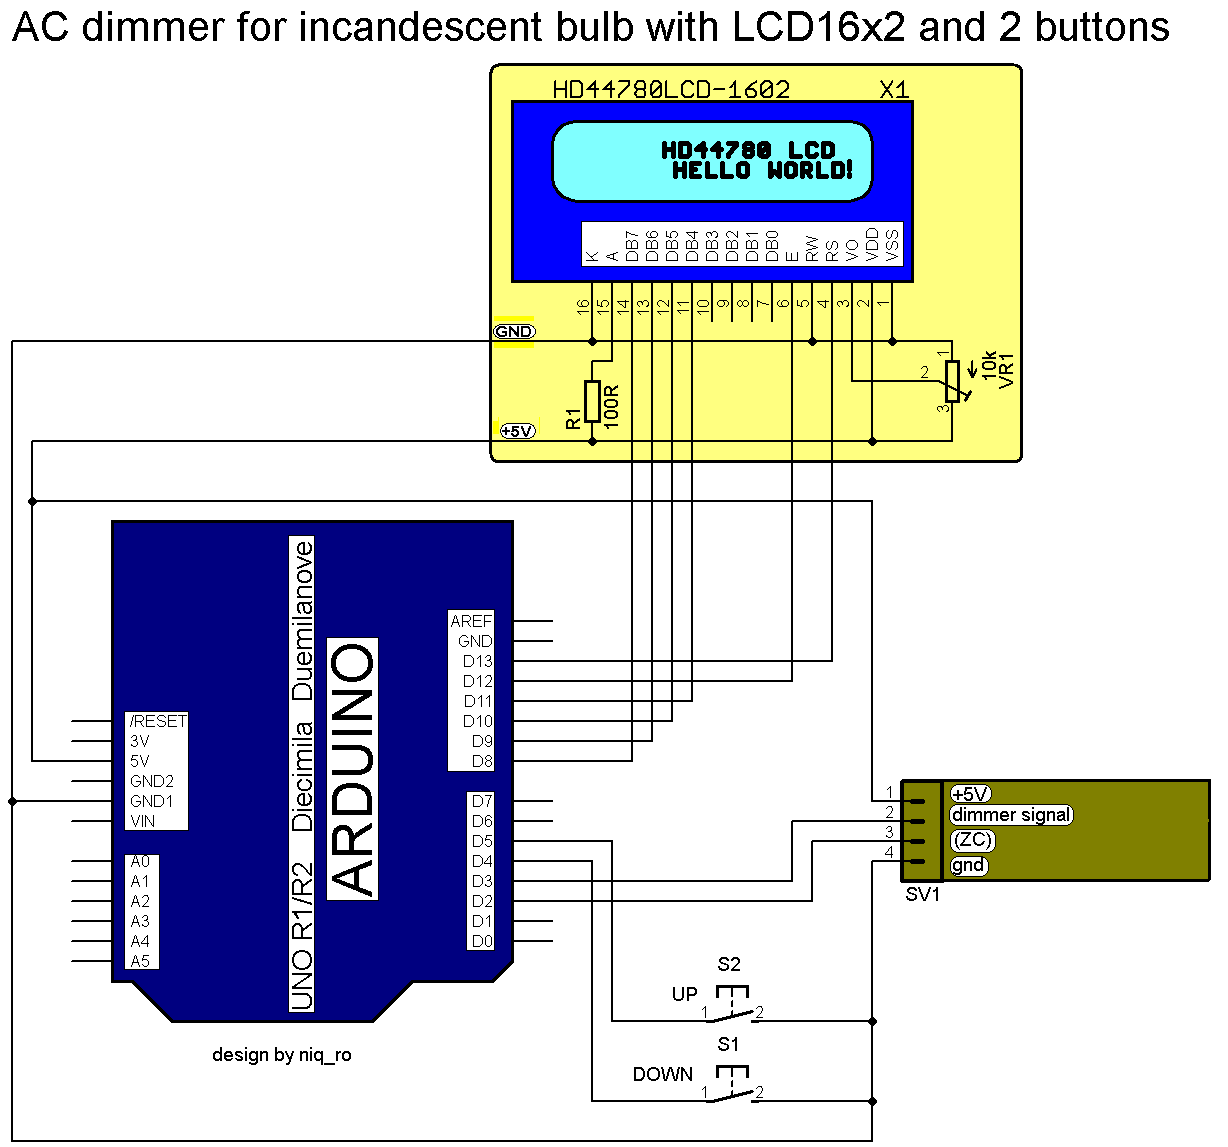 AC dimmer for incandescent bulb with LCD16x2 and 2 buttons
HD44780LCD-1602 X1
HD44780 LCD
HELLO WORLD!
K A DB7 DB6 DB5 DB4 DB3 DB2 DB1 DB0 E RW RS VO VDD VSS
16 15 14 13 12 11 10 9 8 7 6 5 4 3 2 1
GND
+5V
R1
100R
1
2
3
10k
VR1
UNO R1/R2 Diecimila Duemilanove
ARDUINO
/RESET
3V
5V
GND2
GND1
VIN
A0
A1
A2
A3
A4
A5
AREF
GND
D13
D12
D11
D10
D9
D8
D7
D6
D5
D4
D3
D2
D1
D0
design by niq_ro
1 +5V
2 dimmer signal
3 (ZC)
4 gnd
SV1
S2
UP 1 2
S1
DOWN 1 2